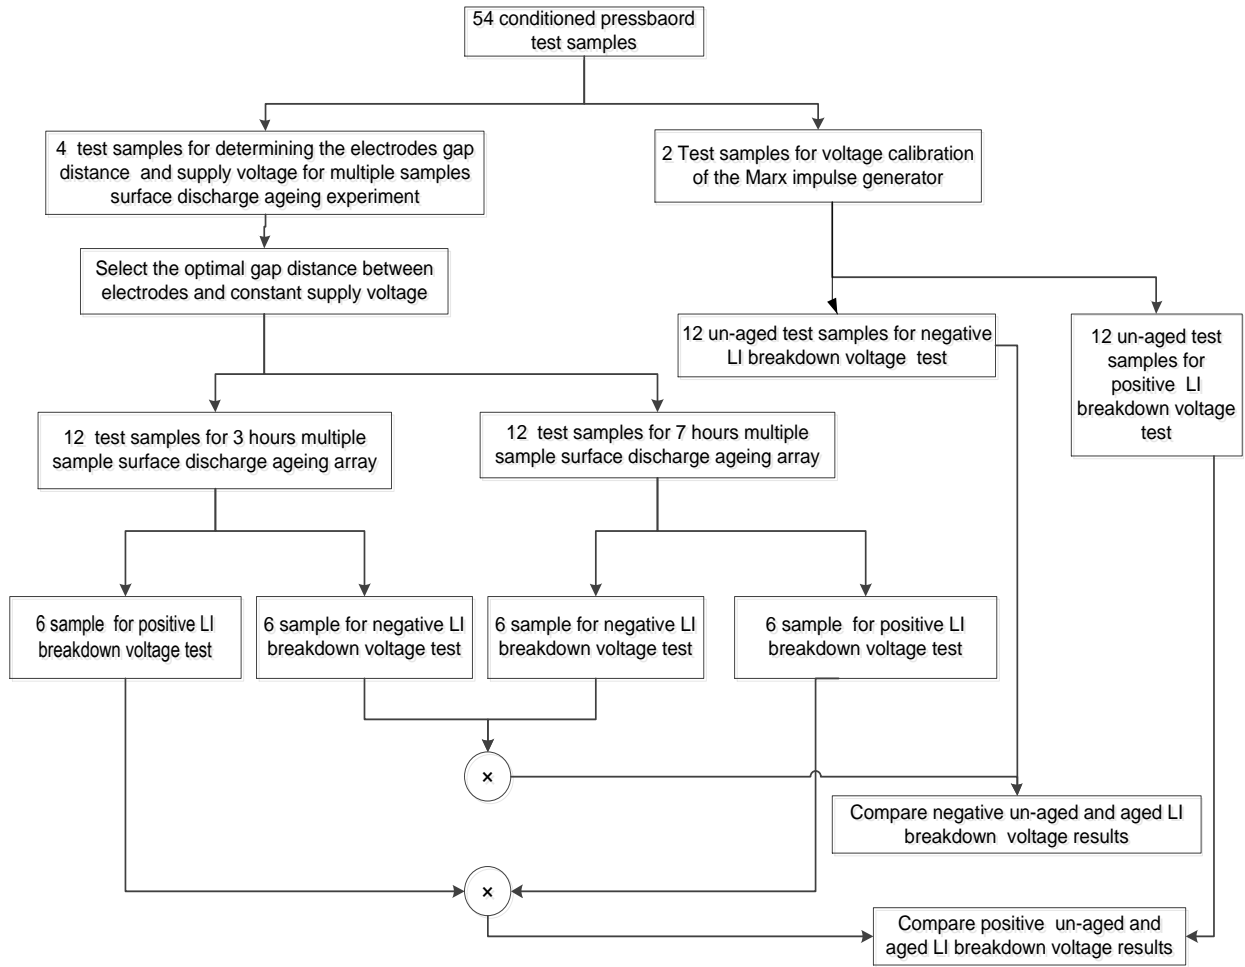 54 conditioned pressbaord
test samples
4 test samples for determining the electrodes gap
distance and supply voltage for multiple samples
surface discharge ageing experiment
2 Test samples for voltage calibration
of the Marx impulse generator
Select the optimal gap distance between
electrodes and constant supply voltage
12 un-aged test samples for negative
LI breakdown voltage test
12 un-aged test
samples for
positive LI
breakdown voltage
test
12 test samples for 3 hours multiple
sample surface discharge ageing array
12 test samples for 7 hours multiple
sample surface discharge ageing array
6 sample for positive LI
breakdown voltage test
6 sample for negative LI
breakdown voltage test
6 sample for negative LI
breakdown voltage test
6 sample for positive LI
breakdown voltage test
×
Compare negative un-aged and aged LI
breakdown voltage results
×
Compare positive un-aged and
aged LI breakdown voltage results